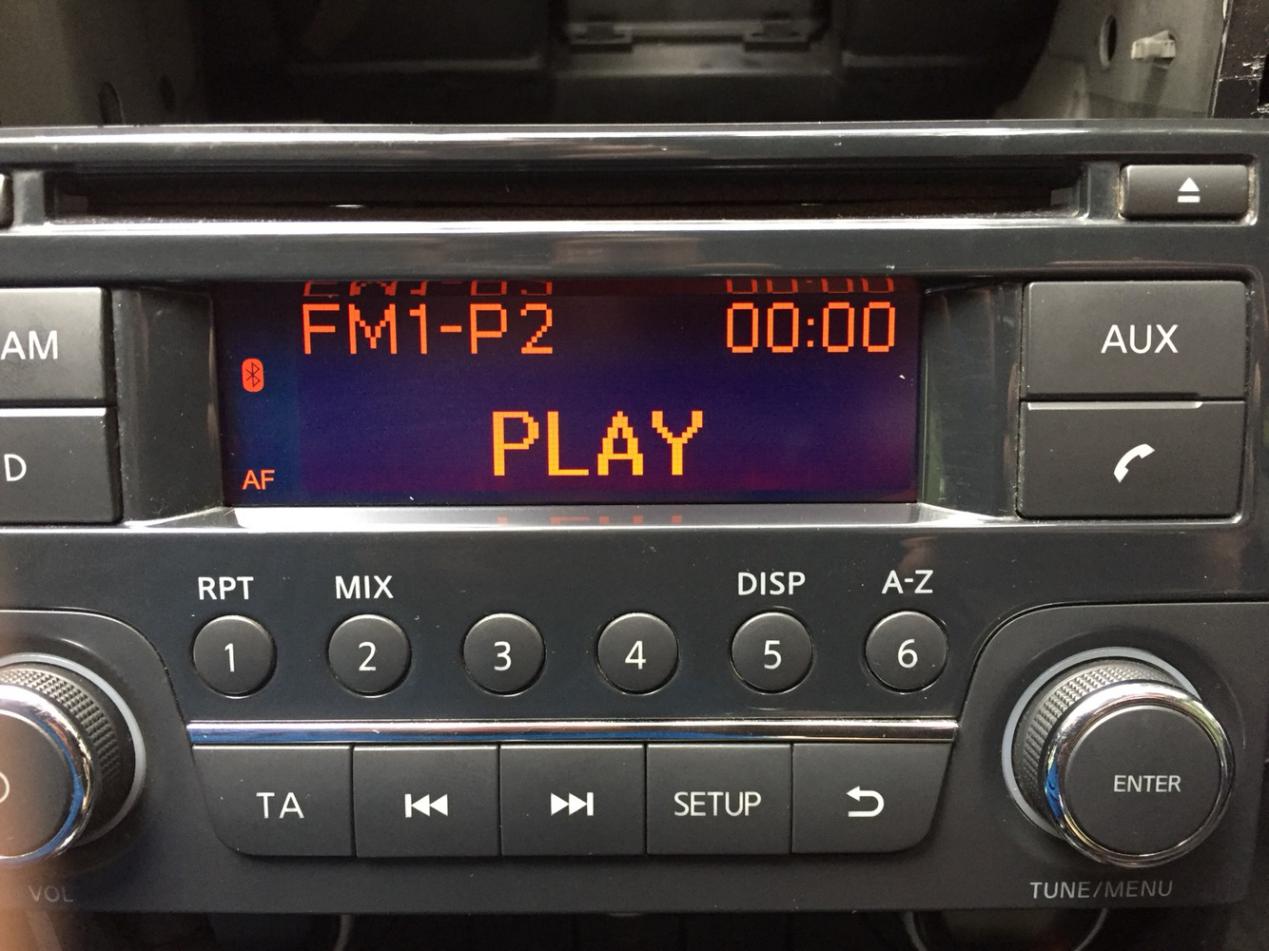 FM1-P2 00:00
AM
AUX
PLAY
D
AF
RPT MIX DISP A-Z
1 2 3 4 5 6
TA SETUP
ENTER
VOL
TUNE/MENU